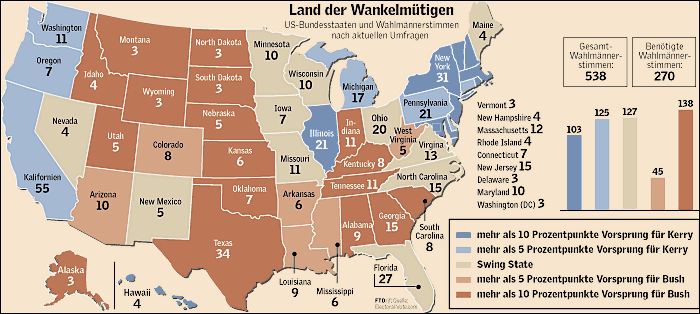 Land der Wankelmütigen
US-Bundesstaaten und Wahlmännerstimmen
nach aktuellen Umfragen
Washington
11
Oregon
7
Kalifornien
55
Nevada
4
Idaho
4
Montana
3
Wyoming
3
Utah
5
Arizona
10
Colorado
8
New Mexico
5
North Dakota
3
South Dakota
3
Nebraska
5
Kansas
6
Oklahoma
7
Texas
34
Minnesota
10
Iowa
7
Missouri
11
Arkansas
6
Louisiana
9
Wisconsin
10
Illinois
21
Michigan
17
In-
diana
11
Ohio
20
Kentucky 8
Tennessee 11
Mississippi
6
Alabama
9
Georgia
15
Florida
27
South
Carolina
8
North Carolina
15
Virginia
13
West
Virginia
5
Pennsylvania
21
New
York
31
Maine
4
Alaska
3
Hawaii
4
Vermont 3
New Hampshire 4
Massachusetts 12
Rhode Island 4
Connecticut 7
New Jersey 15
Delaware 3
Maryland 10
Washington (DC) 3
Gesamt-
Wahlmänner-
stimmen:
538
Benötigte
Wahlmänner-
stimmen:
270
103
125
127
45
138
mehr als 10 Prozentpunkte Vorsprung für Kerry
mehr als 5 Prozentpunkte Vorsprung für Kerry
Swing State
mehr als 5 Prozentpunkte Vorsprung für Bush
mehr als 10 Prozentpunkte Vorsprung für Bush
FTD
Quelle: